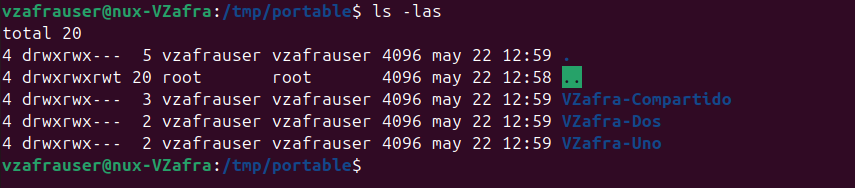 vzafrauser@nux-VZafra:/tmp/portable$ ls -las
total 20
4 drwxrwx---  5 vzafrauser vzafrauser 4096 may 22 12:59 .
4 drwxrwxrwt 20 root       root       4096 may 22 12:58 ..
4 drwxrwx---  3 vzafrauser vzafrauser 4096 may 22 12:59 VZafra-Compartido
4 drwxrwx---  2 vzafrauser vzafrauser 4096 may 22 12:59 VZafra-Dos
4 drwxrwx---  2 vzafrauser vzafrauser 4096 may 22 12:59 VZafra-Uno
vzafrauser@nux-VZafra:/tmp/portable$